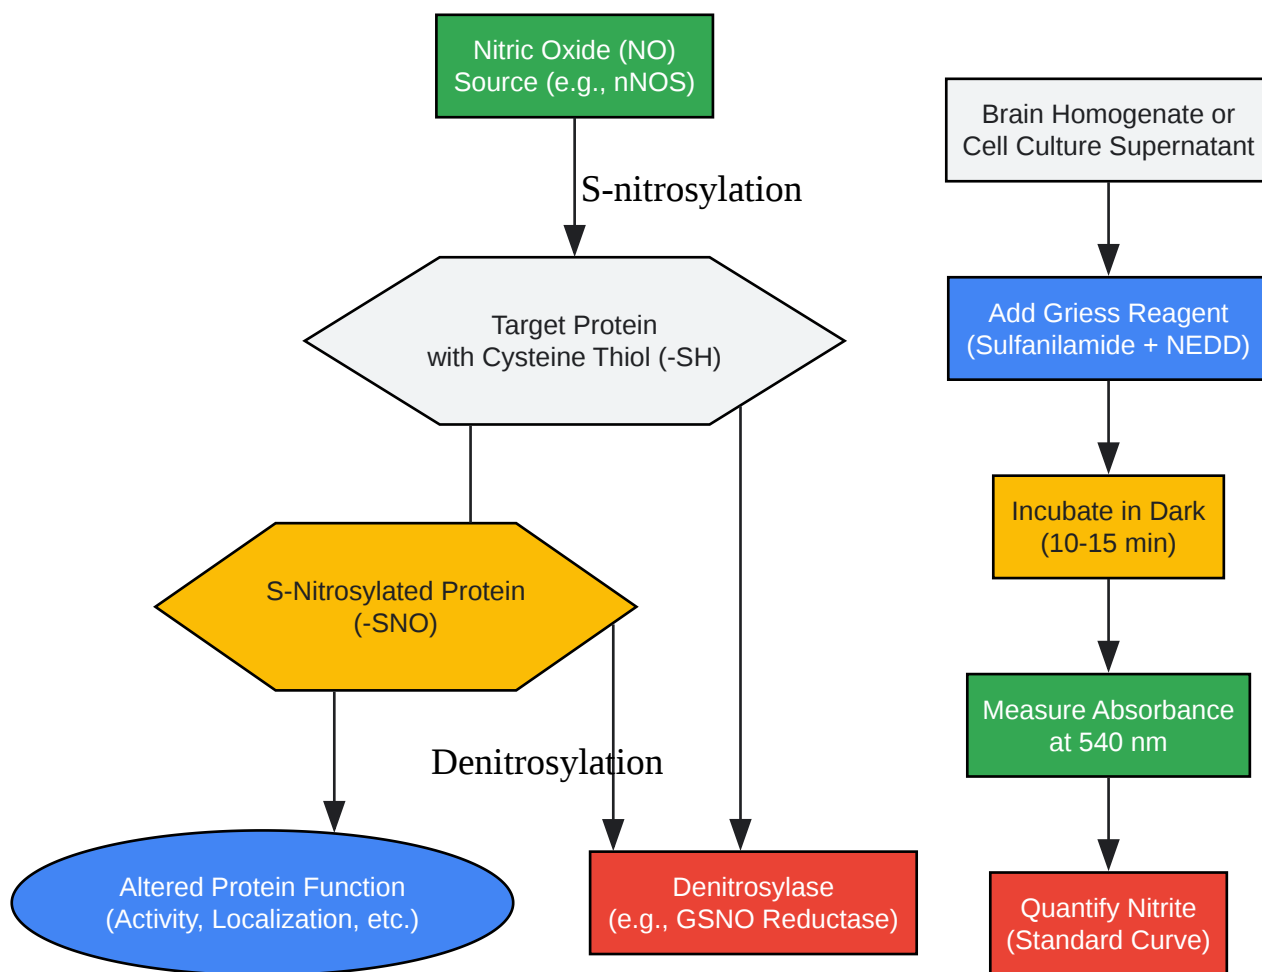 Nitric Oxide (NO)
Source (e.g., nNOS)
S-nitrosylation
Target Protein
with Cysteine Thiol (-SH)
S-Nitrosylated Protein
(-SNO)
Denitrosylation
Altered Protein Function
(Activity, Localization, etc.)
Denitrosylase
(e.g., GSNO Reductase)
Brain Homogenate or
Cell Culture Supernatant
Add Griess Reagent
(Sulfanilamide + NEDD)
Incubate in Dark
(10-15 min)
Measure Absorbance
at 540 nm
Quantify Nitrite
(Standard Curve)